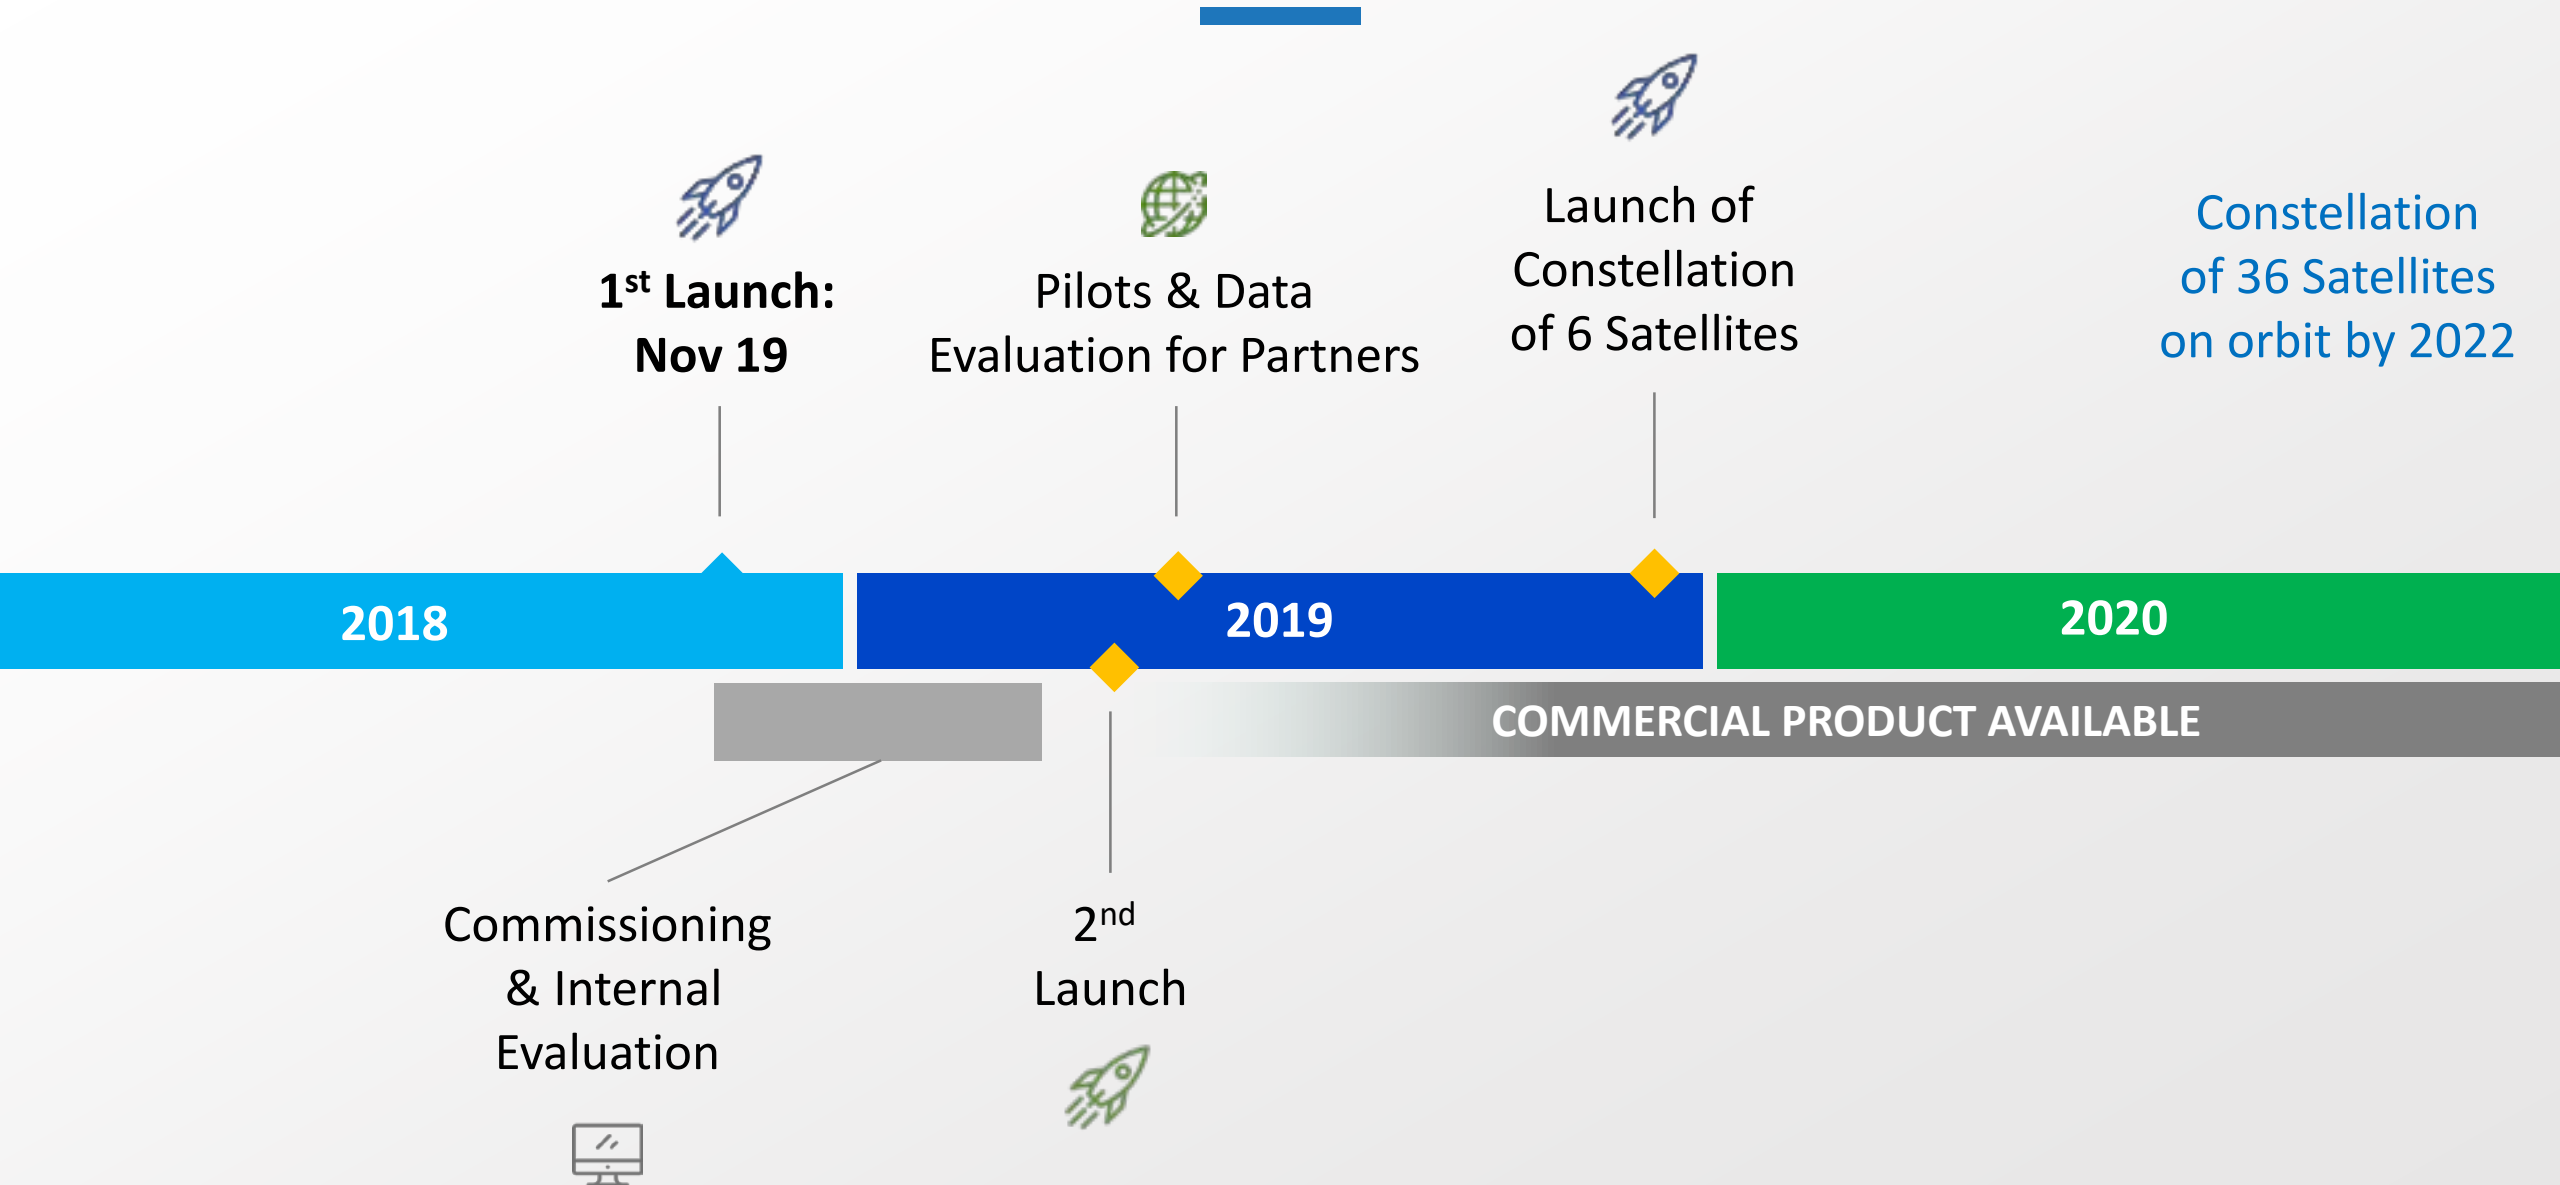 1st Launch:
Nov 19
Pilots & Data
Evaluation for Partners
Launch of
Constellation
of 6 Satellites
Constellation
of 36 Satellites
on orbit by 2022
2018
2019
2020
COMMERCIAL PRODUCT AVAILABLE
Commissioning
& Internal
Evaluation
2nd
Launch